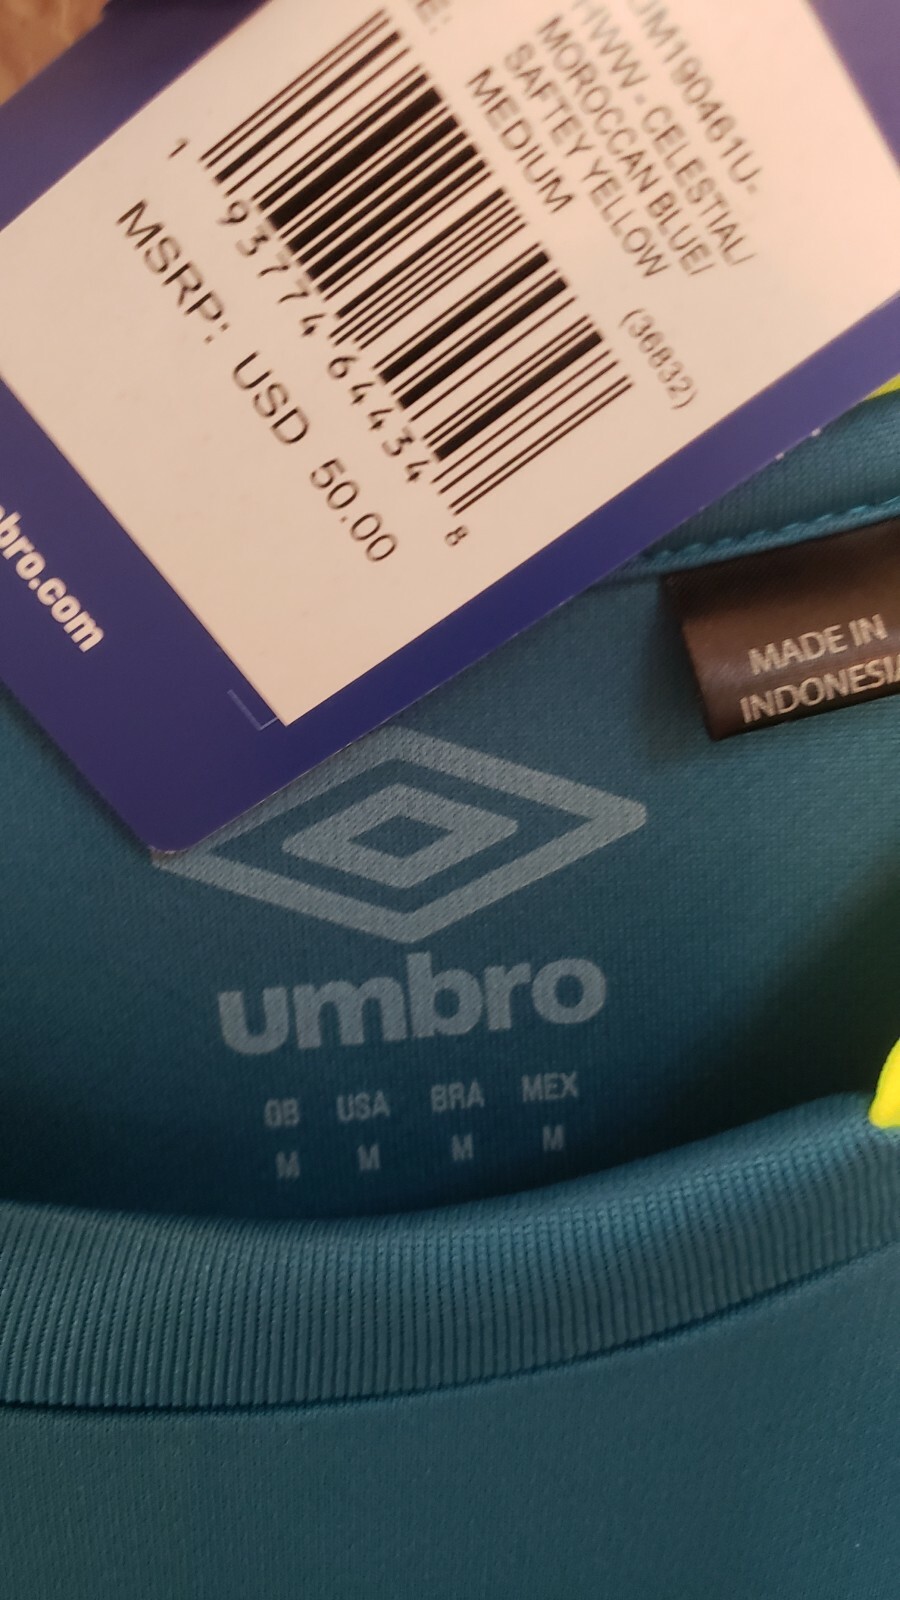 E:
UM190461U-
HWW - CELESTIAL/
MOROCCAN BLUE/
SAFTEY YELLOW
MEDIUM
(36832)
1 93774 64434 8
MSRP: USD 50.00
bro.com
MADE IN
INDONESIA
umbro
GB USA BRA MEX
M M M M